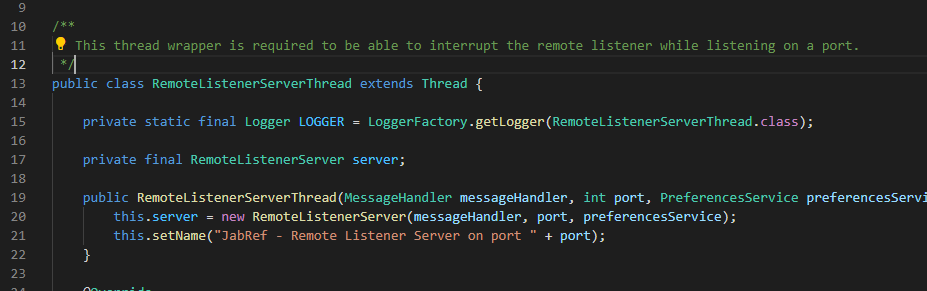 9
10 /**
11 This thread wrapper is required to be able to interrupt the remote listener while listening on a port.
12 */
13 public class RemoteListenerServerThread extends Thread {
14
15 private static final Logger LOGGER = LoggerFactory.getLogger(RemoteListenerServerThread.class);
16
17 private final RemoteListenerServer server;
18
19 public RemoteListenerServerThread(MessageHandler messageHandler, int port, PreferencesService preferencesServi
20 this.server = new RemoteListenerServer(messageHandler, port, preferencesService);
21 this.setName("JabRef - Remote Listener Server on port " + port);
22 }
23
24 @Override